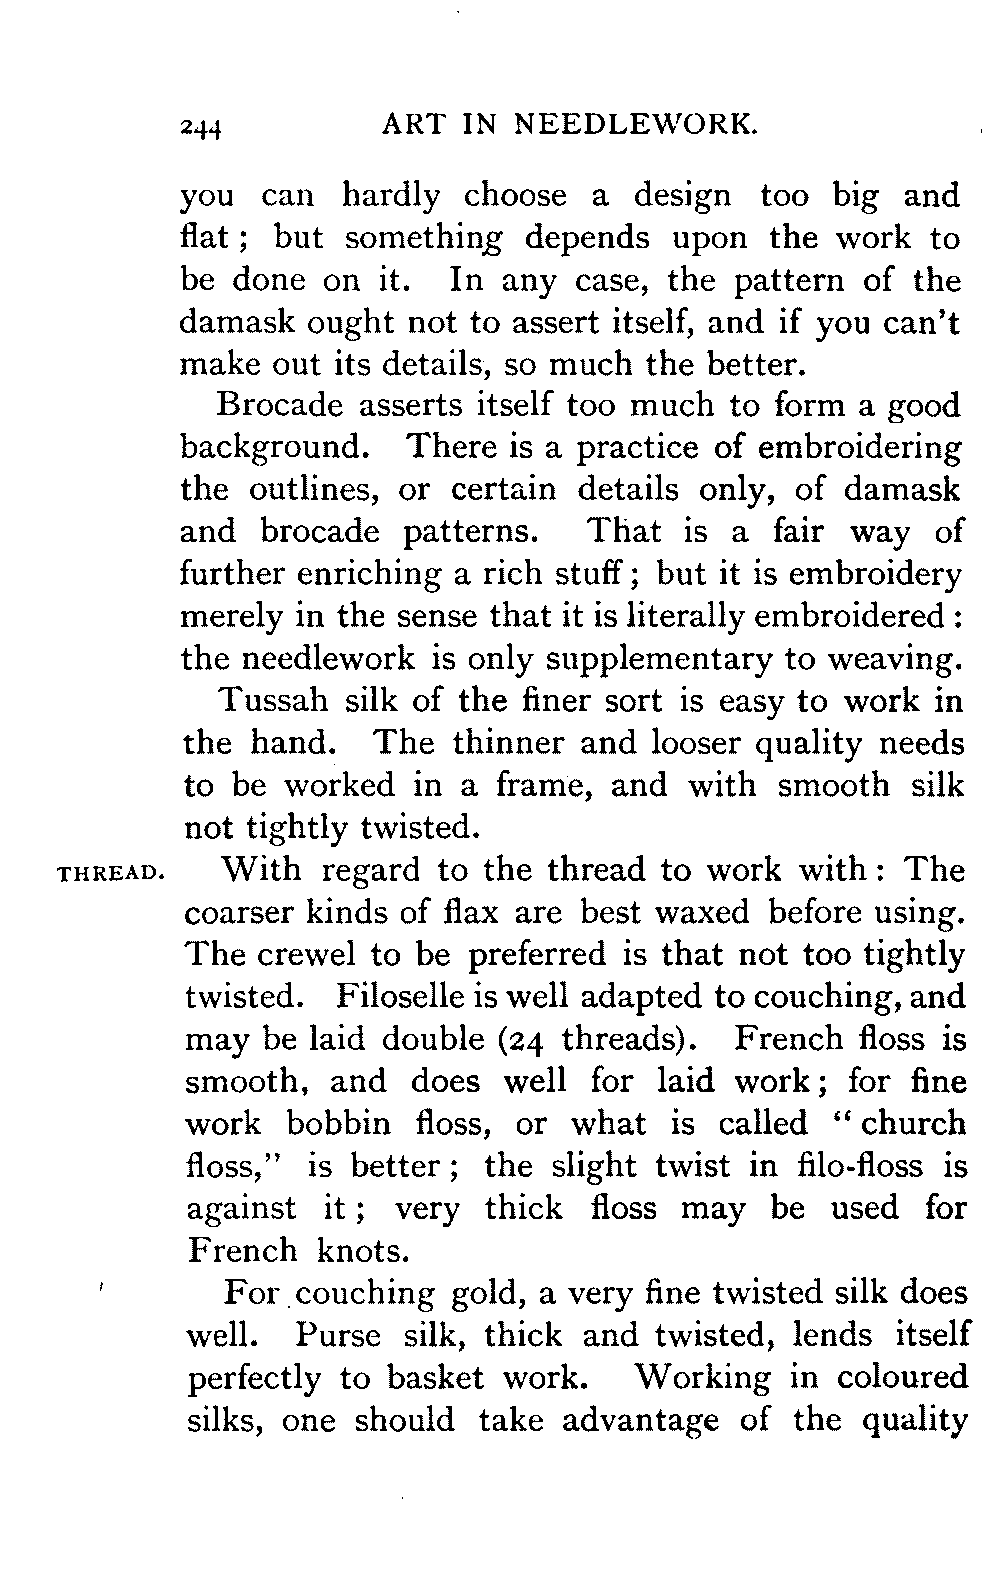 244 ART IN NEEDLEWORK.
you can hardly choose a design too big and
flat ; but something depends upon the work to
be done on it. In any case, the pattern of the
damask ought not to assert itself, and if you can't
make out its details, so much the better.
Brocade asserts itself too much to form a good
background. There is a practice of embroidering
the outlines, or certain details only, of damask
and brocade patterns. That is a fair way of
further enriching a rich stuff ; but it is embroidery
merely in the sense that it is literally embroidered :
the needlework is only supplementary to weaving.
Tussah silk of the finer sort is easy to work in
the hand. The thinner and looser quality needs
to be worked in a frame, and with smooth silk
not tightly twisted.
THREAD. With regard to the thread to work with : The
coarser kinds of flax are best waxed before using.
The crewel to be preferred is that not too tightly
twisted. Filoselle is well adapted to couching, and
may be laid double (24 threads). French floss is
smooth, and does well for laid work ; for fine
work bobbin floss, or what is called “ church
floss,” is better ; the slight twist in filo-floss is
against it ; very thick floss may be used for
French knots.
For couching gold, a very fine twisted silk does
well. Purse silk, thick and twisted, lends itself
perfectly to basket work. Working in coloured
silks, one should take advantage of the quality